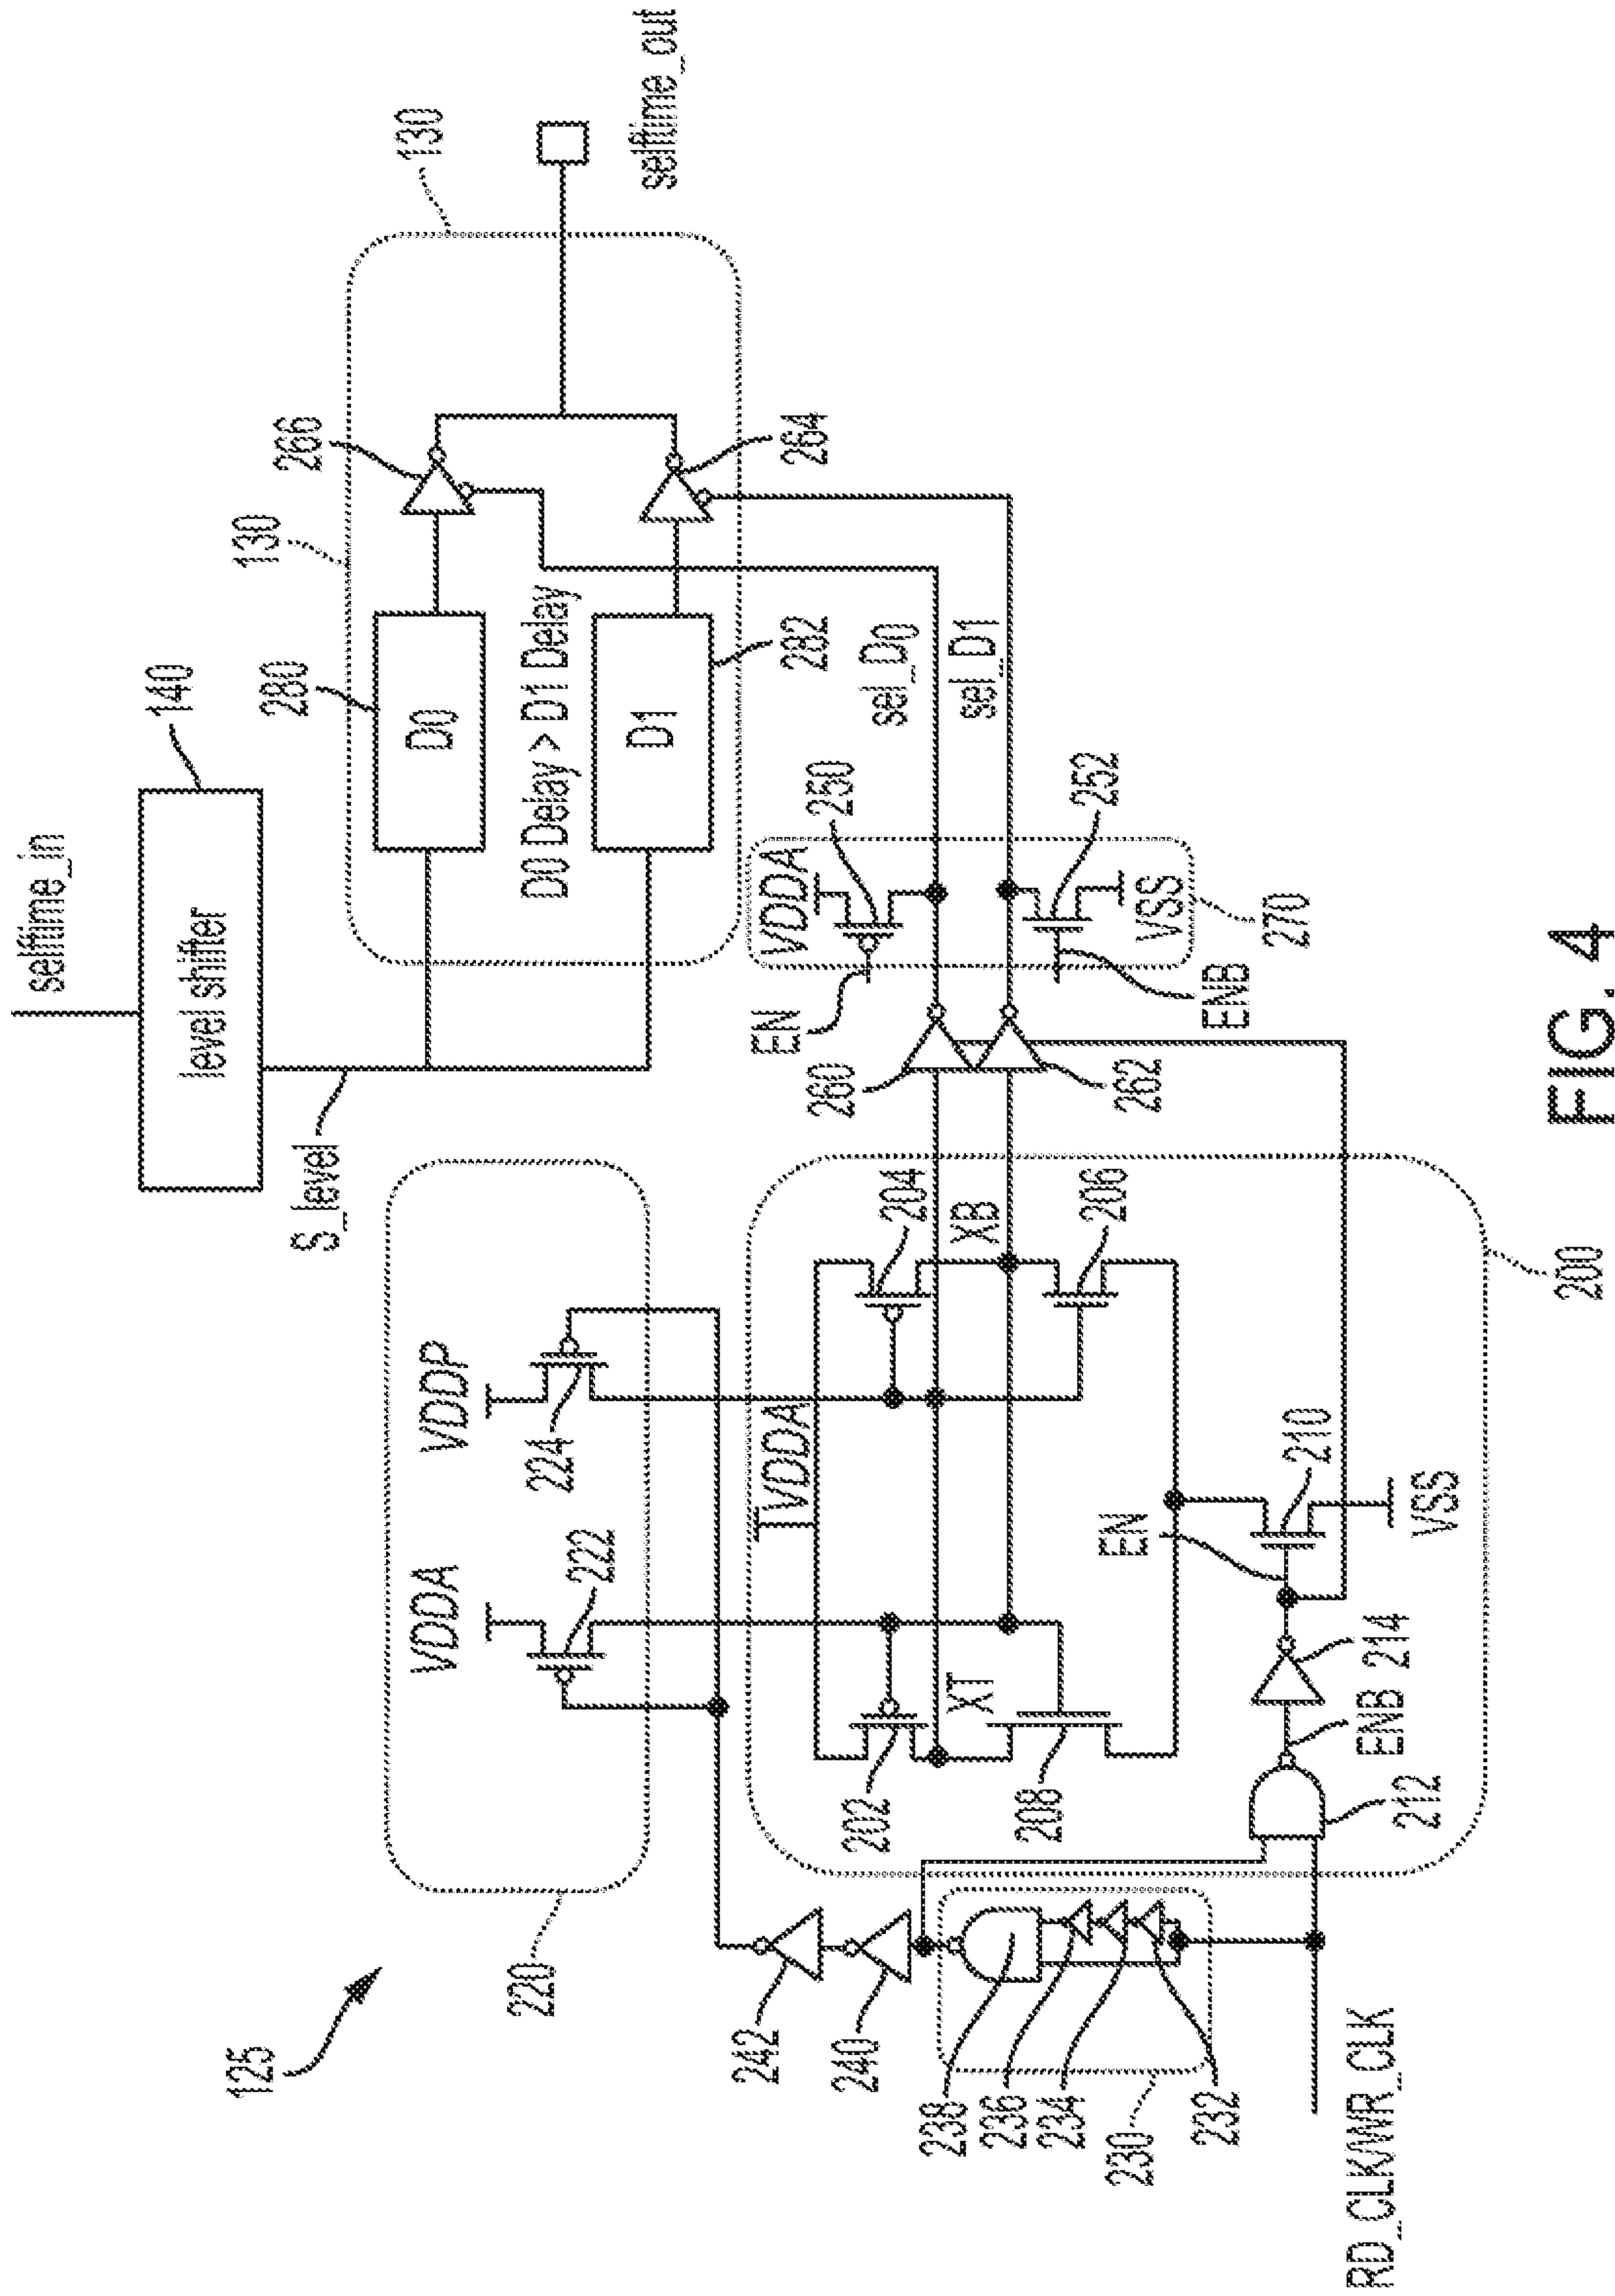 125
selftime_in
level shifter
140
S_level
130
280
D0
266
D0 Delay > D1 Delay
D1
282
264
130
selftime_out
220
VDDA
222
VDDP
224
242
240
238
236
234
232
230
RD_CLK/WR_CLK
VDDA
202
XT
208
204
XB
206
EN
210
VSS
ENB
214
212
200
260
262
EN
VDDA
250
252
VSS
ENB
270
sel_D0
sel_D1
FIG. 4